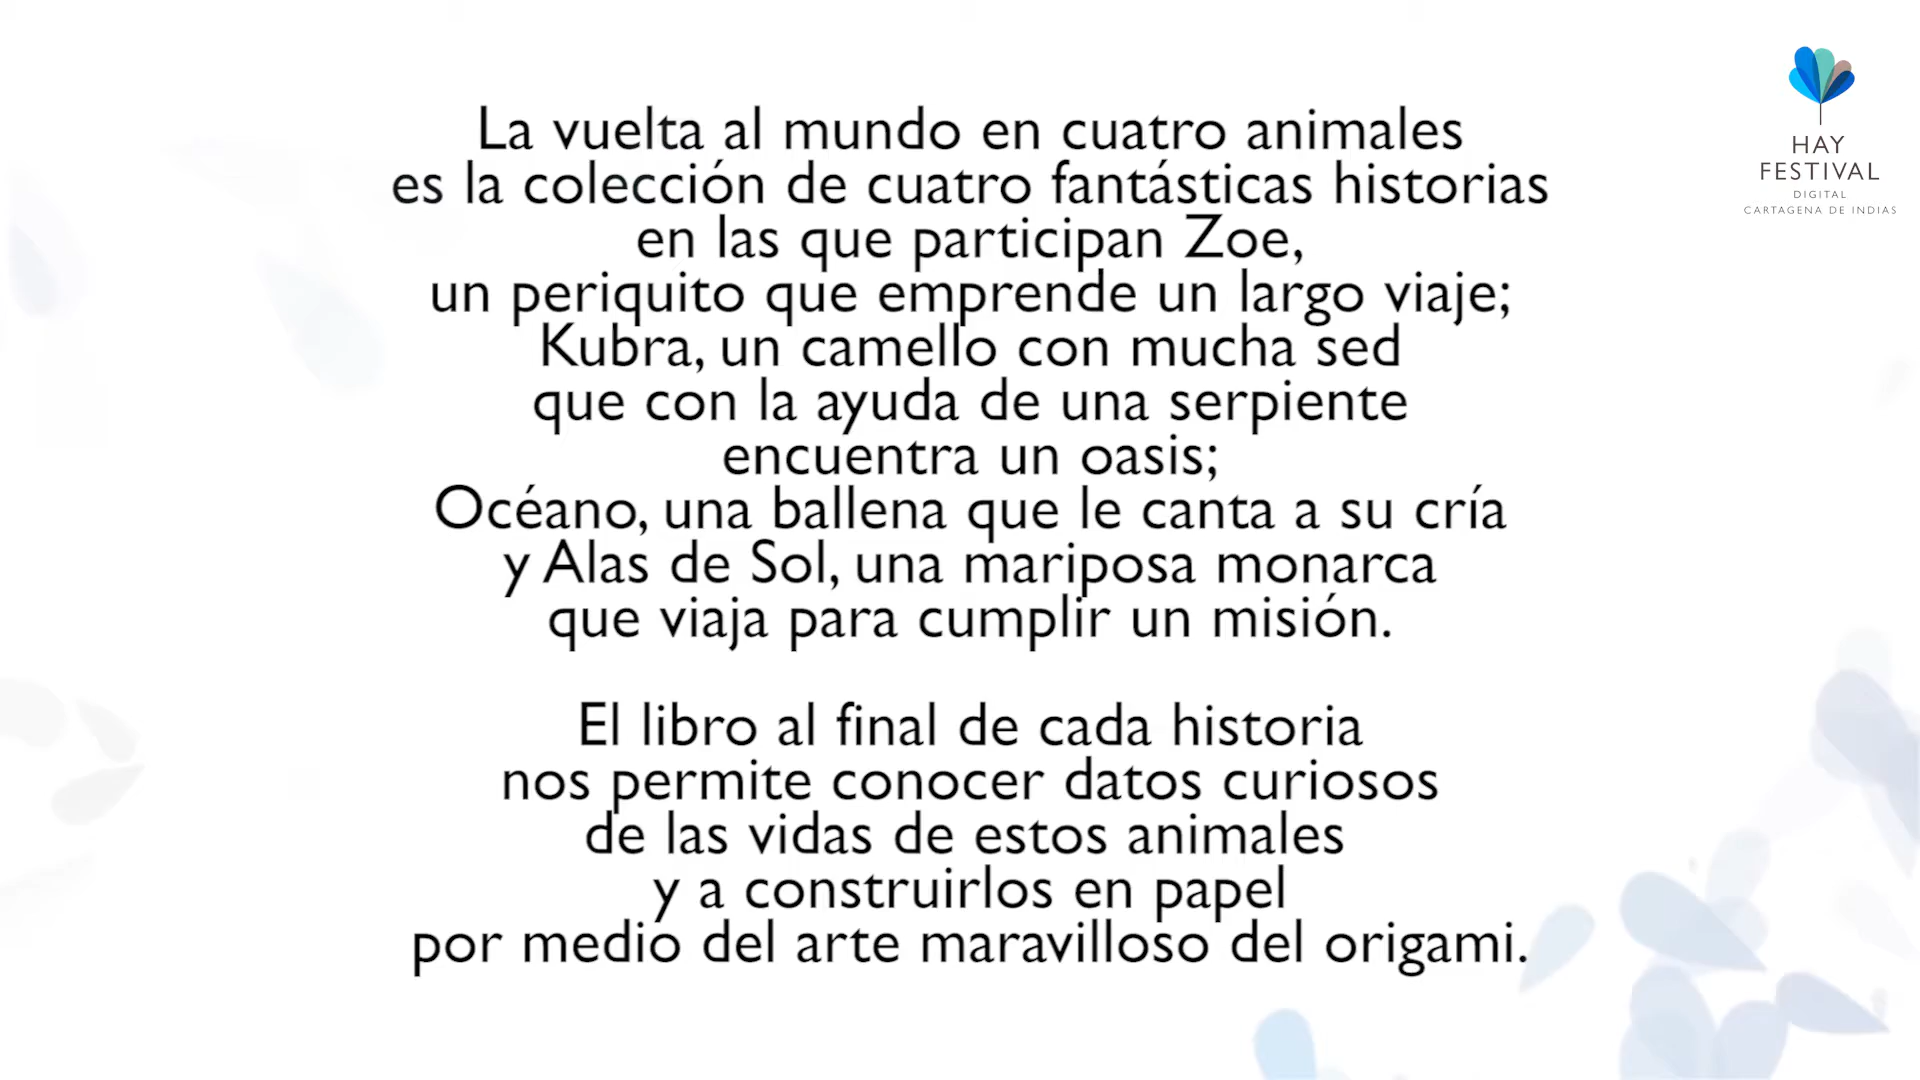 La vuelta al mundo en cuatro animales
es la colección de cuatro fantásticas historias
en las que participan Zoe,
un periquito que emprende un largo viaje;
Kubra, un camello con mucha sed
que con la ayuda de una serpiente
encuentra un oasis;
Océano, una ballena que le canta a su cría
y Alas de Sol, una mariposa monarca
que viaja para cumplir un misión.
El libro al final de cada historia
nos permite conocer datos curiosos
de las vidas de estos animales
y a construirlos en papel
por medio del arte maravilloso del origami.
HAY
FESTIVAL
DIGITAL
CARTAGENA DE INDIAS